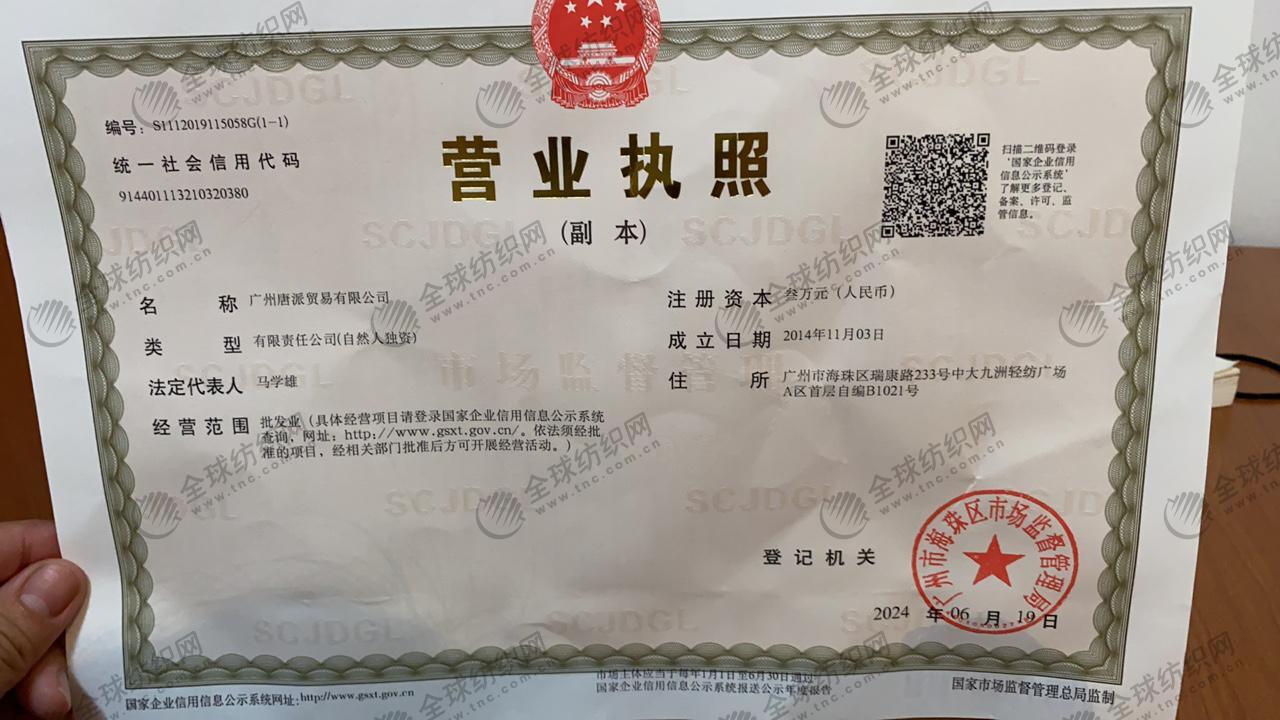 编号: S1112019115058G(1-1)
统一社会信用代码
914401113210320380
营业执照
(副 本)
扫描二维码登录
‘国家企业信用
信息公示系统’
了解更多登记、
备案、许可、监
管信息。
名 称 广州唐派贸易有限公司
类 型 有限责任公司(自然人独资)
法定代表人 马学雄
经营范围 批发业（具体经营项目请登录国家企业信用信息公示系统
查询，网址：http://www.gsxt.gov.cn/。依法须经批
准的项目，经相关部门批准后方可开展经营活动。）
注册资本 叁万元（人民币）
成立日期 2014年11月03日
住 所 广州市海珠区瑞康路233号中大九洲轻纺广场
A区首层自编B1021号
市场监督管理
SCJDGL
登记机关
广州市海珠区市场监督管理局
2024 年 06 月 19 日
国家企业信用信息公示系统网址: http://www.gsxt.gov.cn
市场主体应当于每年1月1日至6月30日通过
国家企业信用信息公示系统报送公示年度报告
国家市场监督管理总局监制
全球纺织网
www.tnc.com.cn